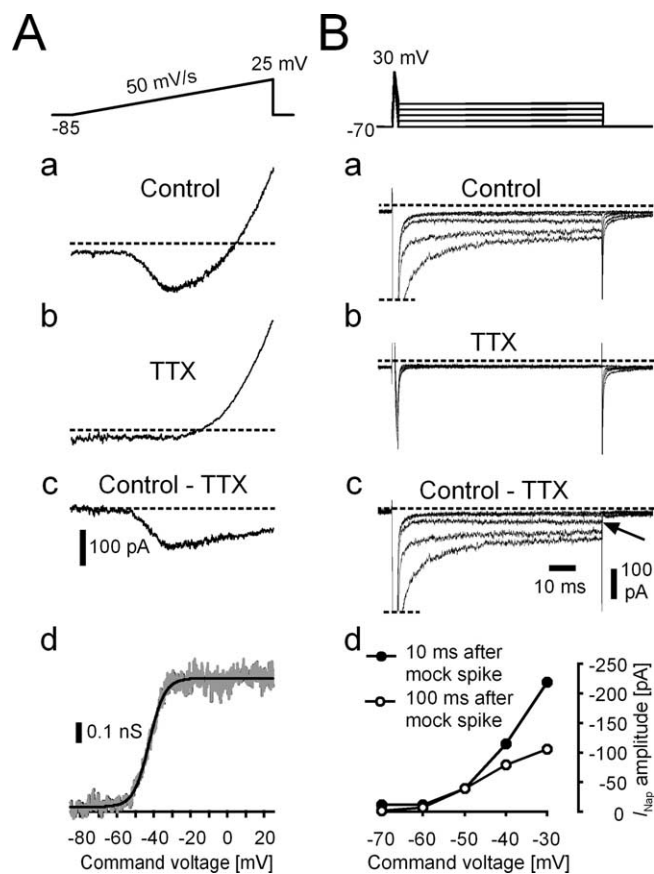 A
25 mV
50 mV/s
-85
a
Control
b
TTX
c
Control - TTX
100 pA
d
0.1 nS
-80 -60 -40 -20 0 20
Command voltage [mV]
B
30 mV
-70
a
Control
b
TTX
c
Control - TTX
10 ms
100
pA
d
10 ms after
mock spike
100 ms after
mock spike
-250
-200
-150
-100
-50
0
INap amplitude [pA]
-70 -60 -50 -40 -30
Command voltage [mV]